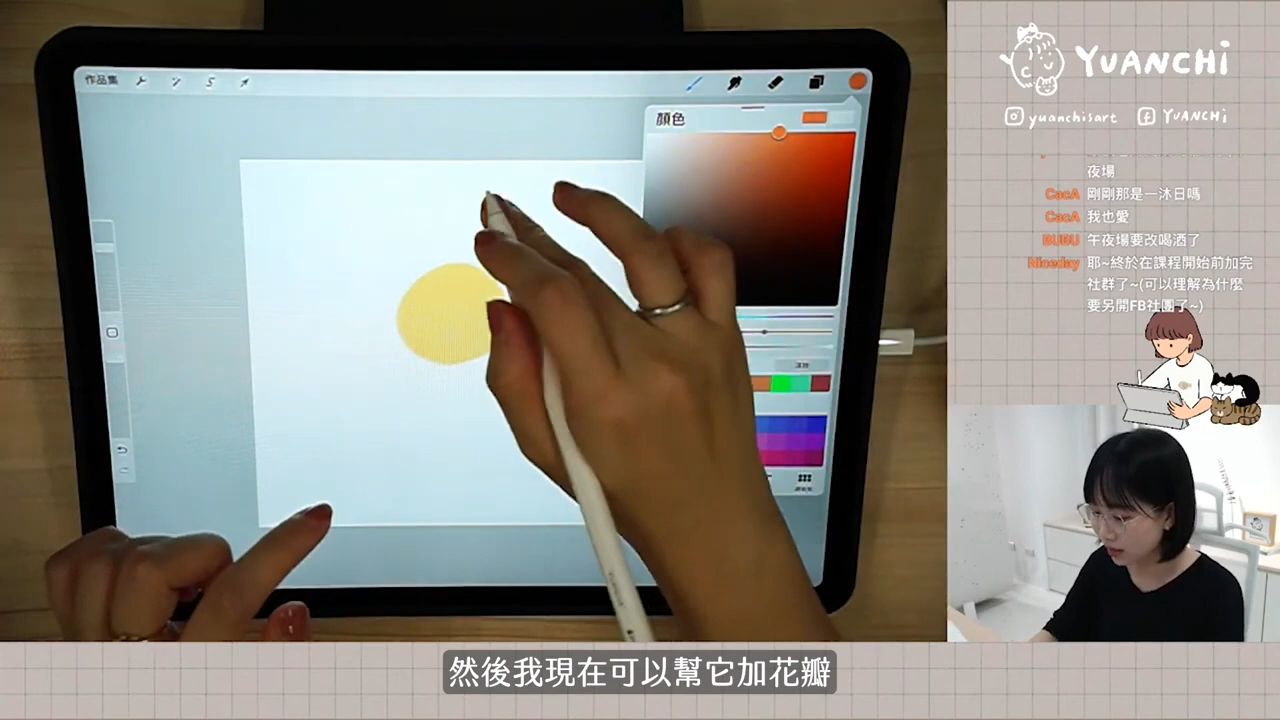 作品集
顏色
YUANCHI
yuanchisart
YUANCHI
夜場
CacA 剛剛那是一沐日嗎
CacA 我也愛
BUBU 午夜場要改喝酒了
Niceday 耶~終於在課程開始前加完
社群了~(可以理解為什麼
要另開FB社團了~)
然後我現在可以幫它加花瓣